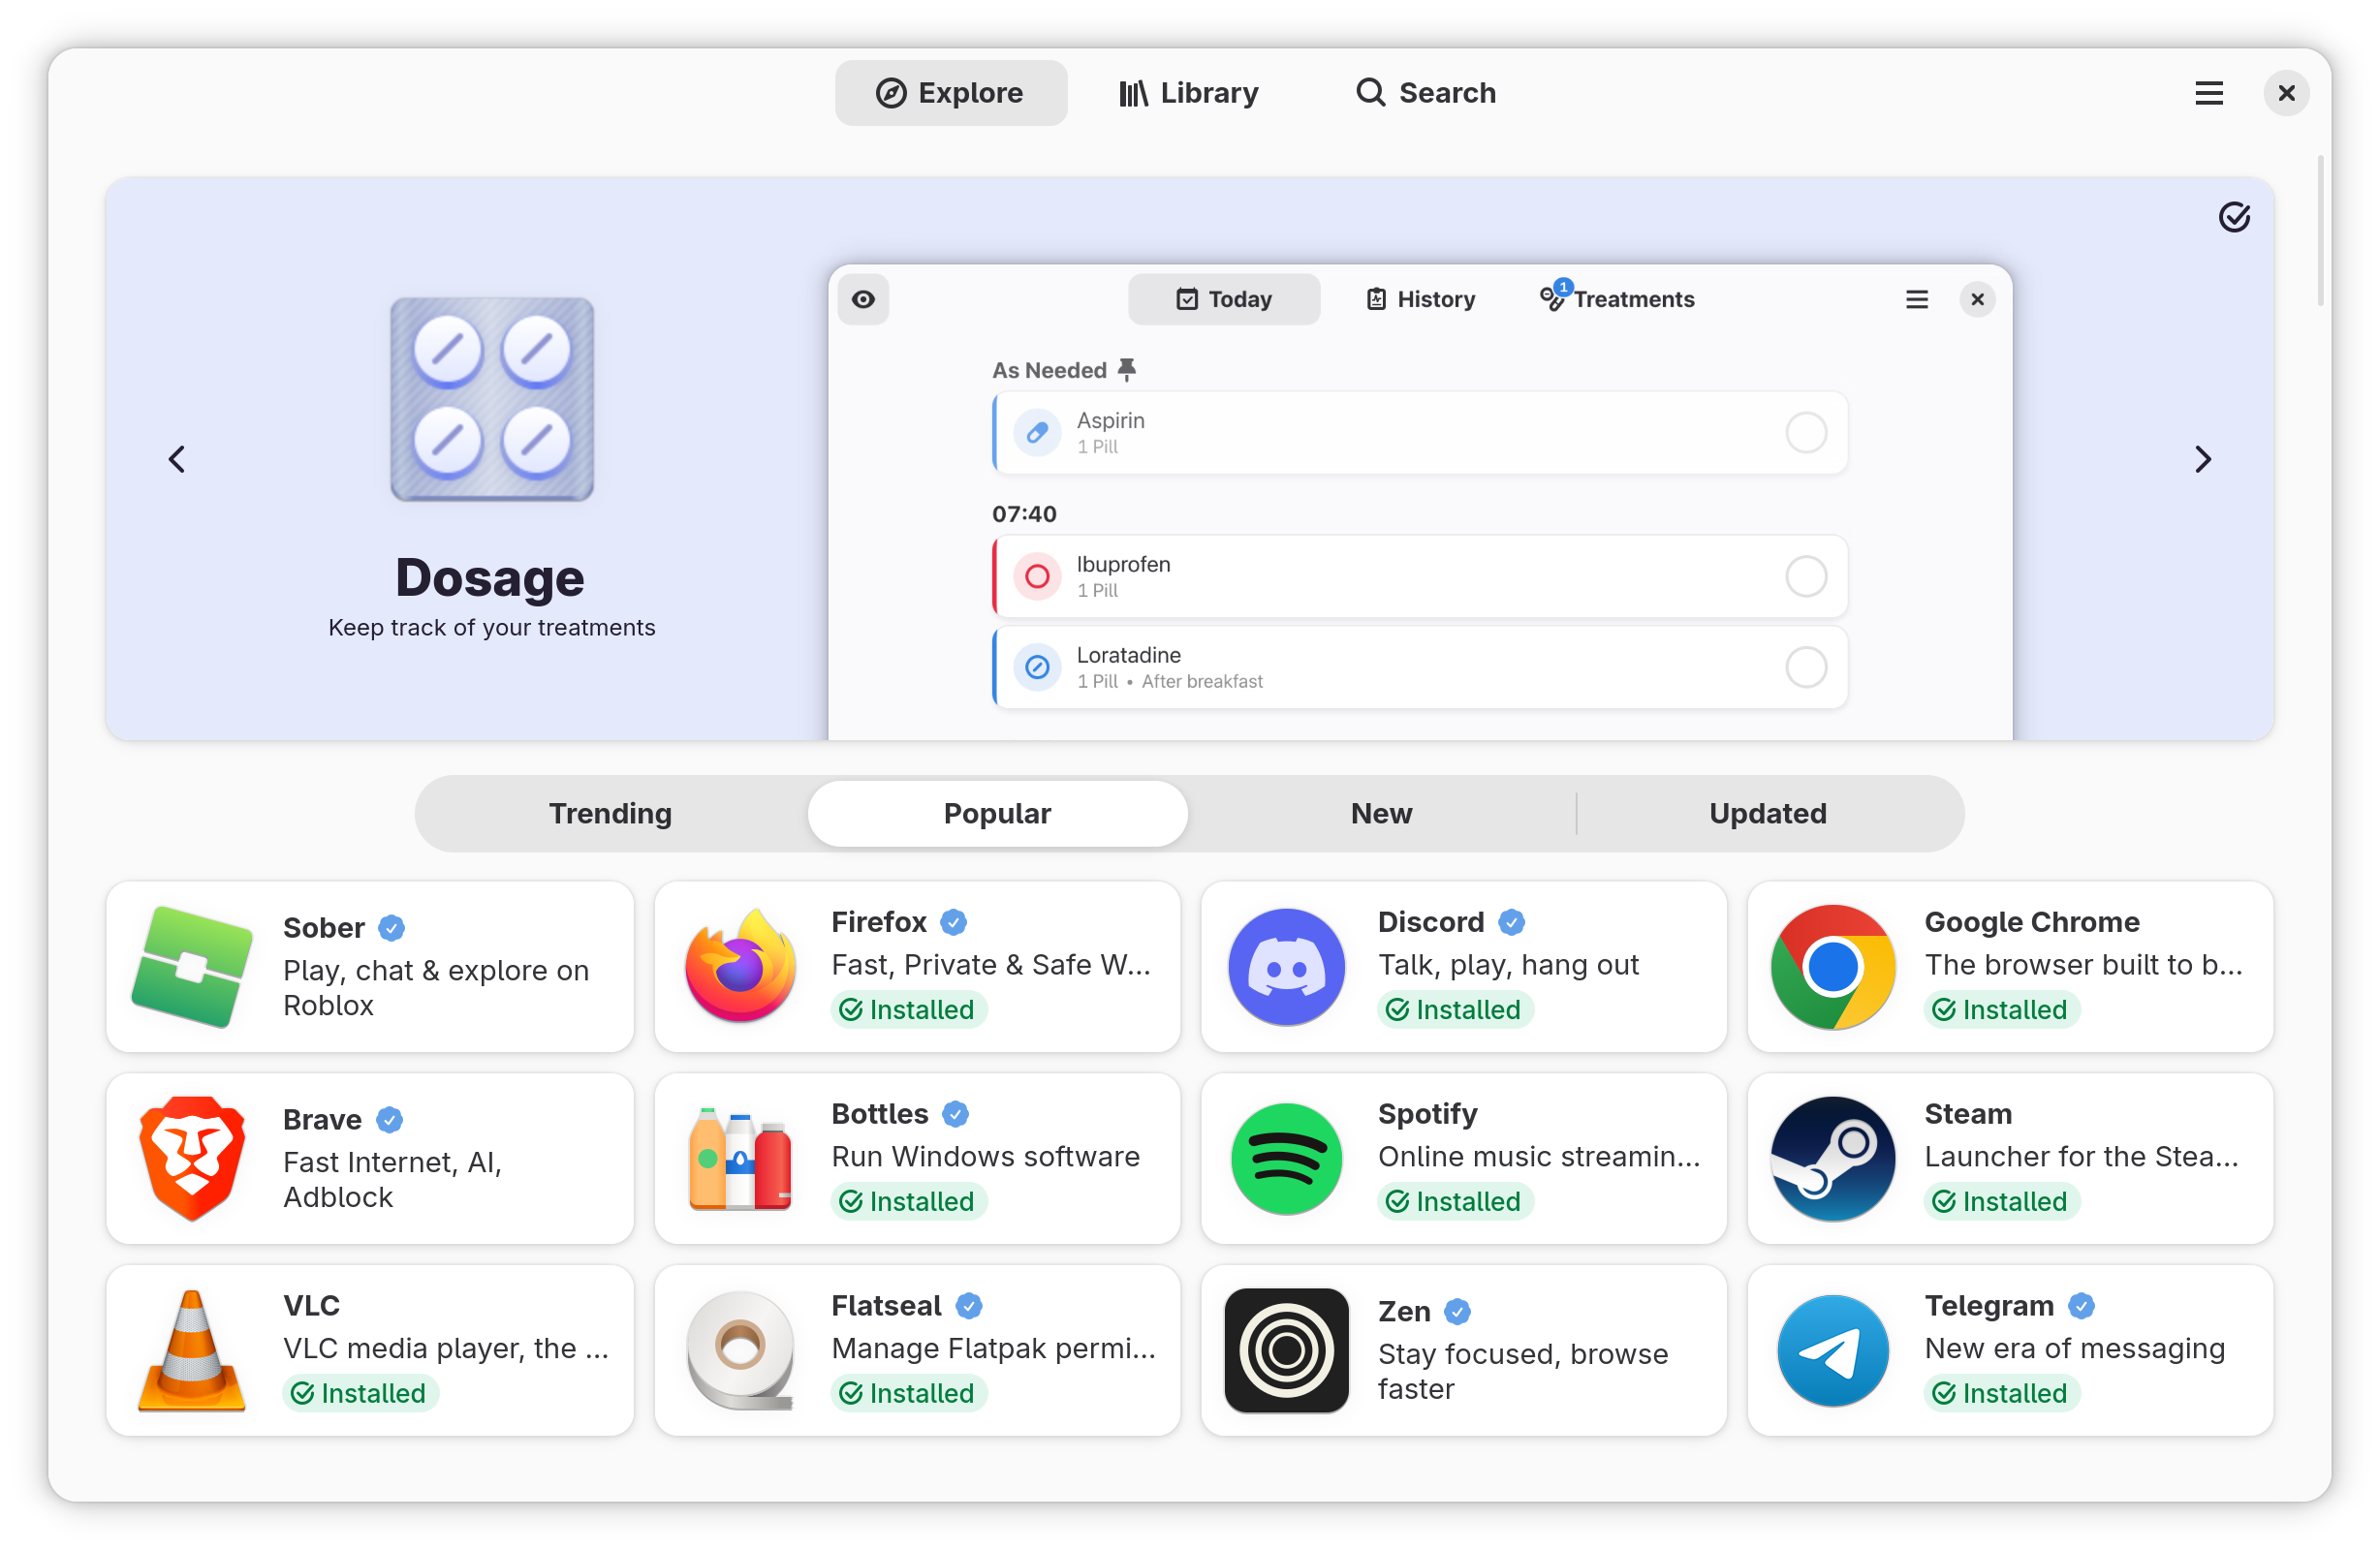 Explore
Library
Search
Dosage
Keep track of your treatments
Today
History
1
Treatments
As Needed
Aspirin
1 Pill
07:40
Ibuprofen
1 Pill
Loratadine
1 Pill • After breakfast
Trending
Popular
New
Updated
Sober
Play, chat & explore on
Roblox
Firefox
Fast, Private & Safe W...
Installed
Discord
Talk, play, hang out
Installed
Google Chrome
The browser built to b...
Installed
Brave
Fast Internet, AI,
Adblock
Bottles
Run Windows software
Installed
Spotify
Online music streamin...
Installed
Steam
Launcher for the Stea...
Installed
VLC
VLC media player, the ...
Installed
Flatseal
Manage Flatpak permi...
Installed
Zen
Stay focused, browse
faster
Telegram
New era of messaging
Installed